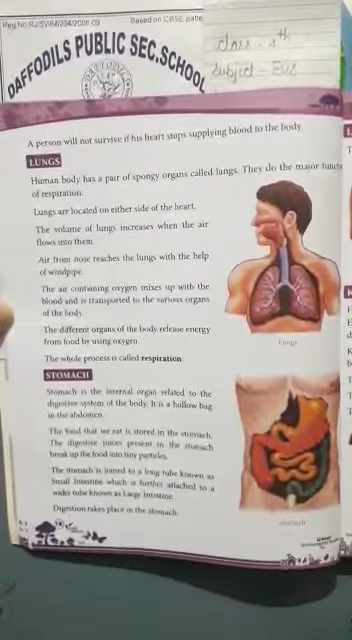 Reg.No.RJ/SVRM/204/2008-09
Based on CBSE pate
DAFFODILS PUBLIC SEC.SCHOOL
class - 4th
Subject - EVS
A person will not survive if his heart stops supplying blood to the body.
LUNGS
Human body has a pair of spongy organs called lungs. They do the major funct
of respiration.
Lungs are located on either side of the heart.
The volume of lungs increases when the air
flows into them.
Air from nose reaches the lungs with the help
of windpipe.
The air containing oxygen mixes up with the
blood and is transported to the various organs
of the body.
The different organs of the body release energy
from food by using oxygen.
Lungs
The whole process is called respiration.
STOMACH
Stomach is the internal organ related to the
digestive system of the body. It is a hollow bag
in the abdomen.
The food that we eat is stored in the stomach.
The digestive juices present in the stomach
break up the food into tiny particles.
The stomach is joined to a long tube known as
Small Intestine which is further attached to a
wider tube known as Large Intestine.
Digestion takes place in the stomach.
Stomach